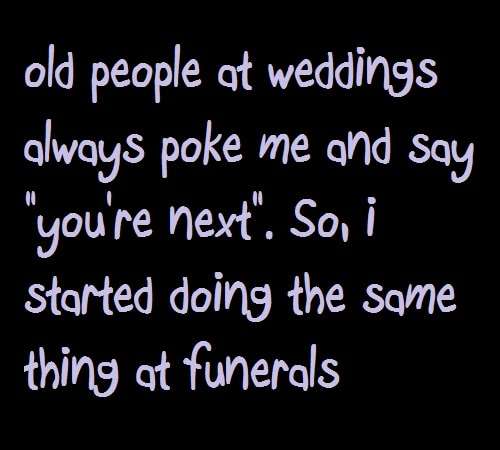 old people at weddings
always poke me and say
"you're next". So, i
started doing the same
thing at funerals